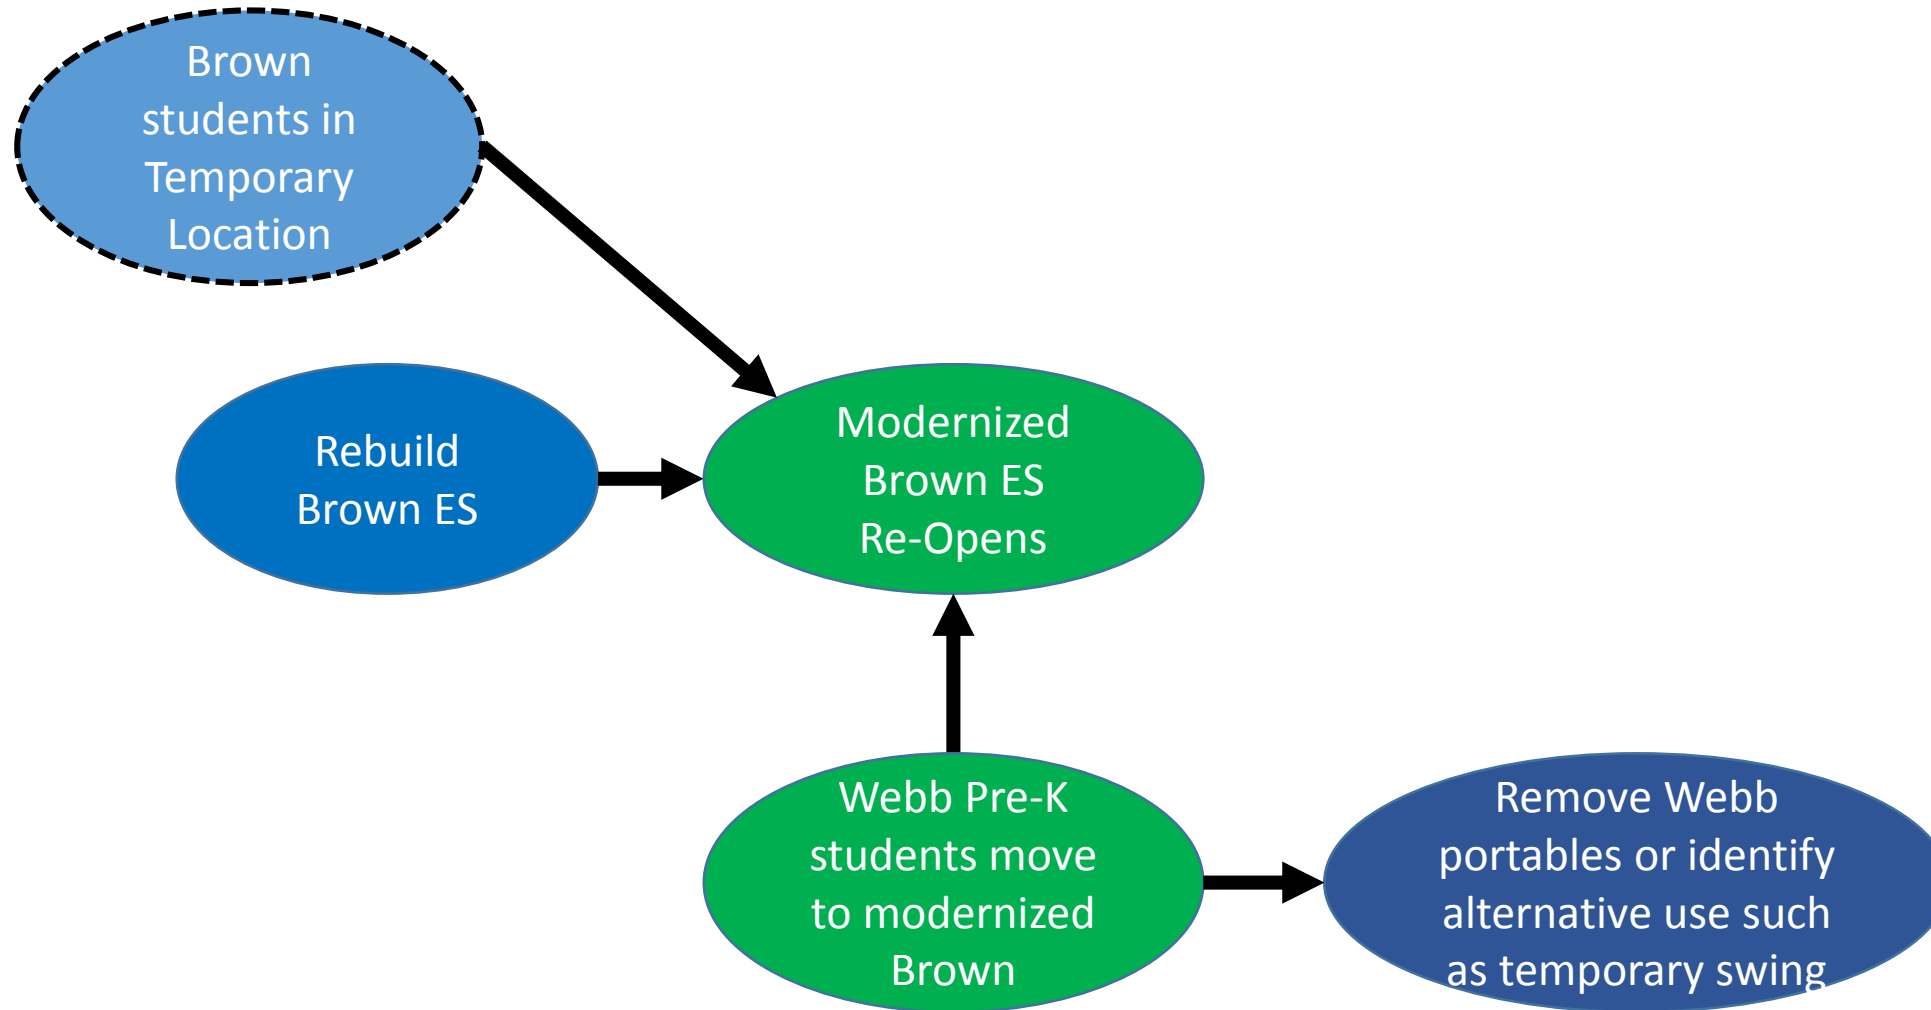 Brown
students in
Temporary
Location
Rebuild
Brown ES
Modernized
Brown ES
Re-Opens
Webb Pre-K
students move
to modernized
Brown
Remove Webb
portables or identify
alternative use such
as temporary swing